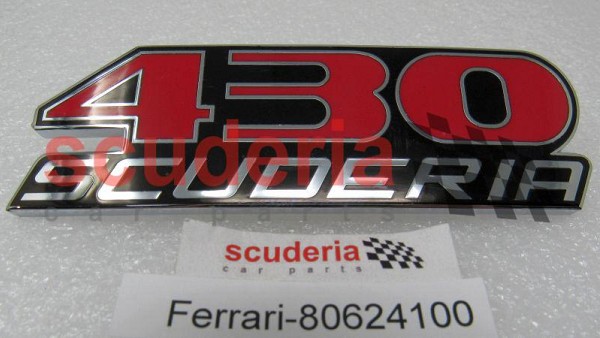 430
SCUDERIA
scuderia
car parts
scuderia
car parts
Ferrari-80624100